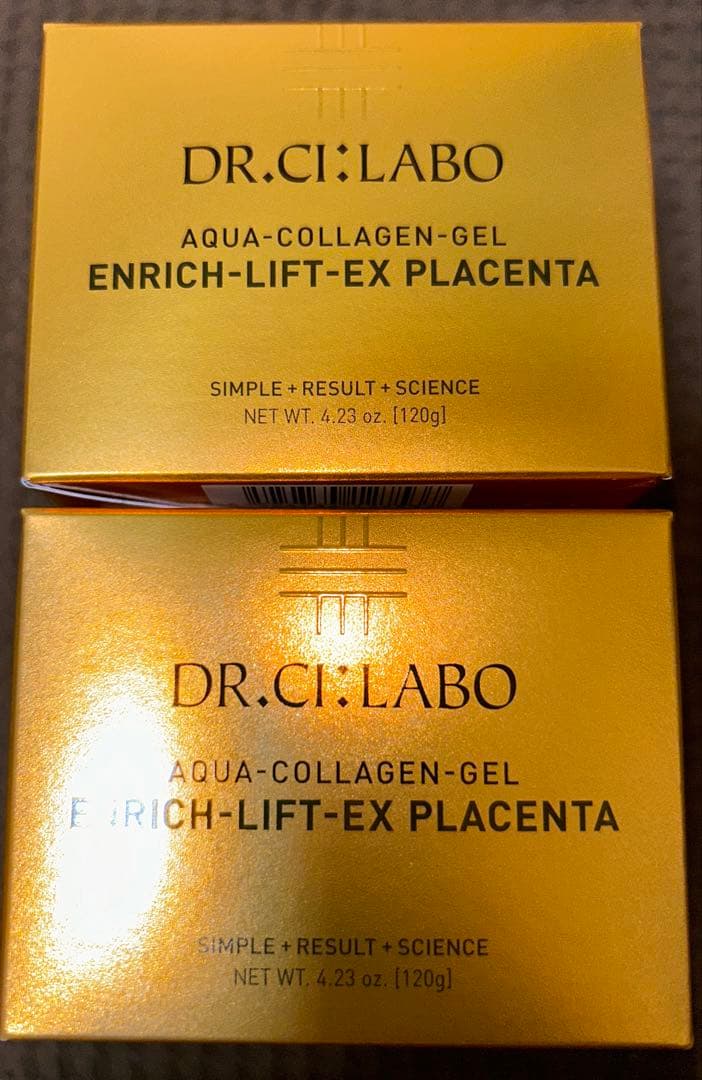 DR.CI:LABO
AQUA-COLLAGEN-GEL
ENRICH-LIFT-EX PLACENTA
SIMPLE + RESULT + SCIENCE
NET WT. 4.23 oz. [120g]
DR.CI:LABO
AQUA-COLLAGEN-GEL
ENRICH-LIFT-EX PLACENTA
SIMPLE + RESULT + SCIENCE
NET WT. 4.23 oz. [120g]